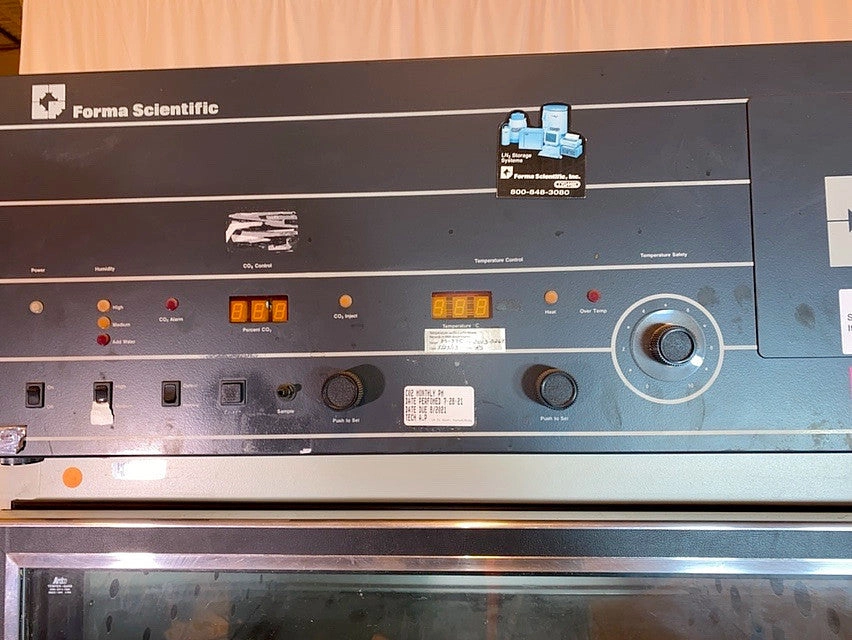 Forma Scientific
LN₂ Storage
Systems
Forma Scientific, Inc.
800-848-3080
Power
Humidity
CO₂ Control
Temperature Control
Temperature Safety
High
Medium
Add Water
CO₂ Alarm
Percent CO₂
CO₂ Inject
Temperature °C
Heat
Over Temp
Sample
Push to Set
CO2 MONTHLY PM
DATE PERFOMED 7-28-21
DATE DUE 8/2021
TECH A.P
Push to Set